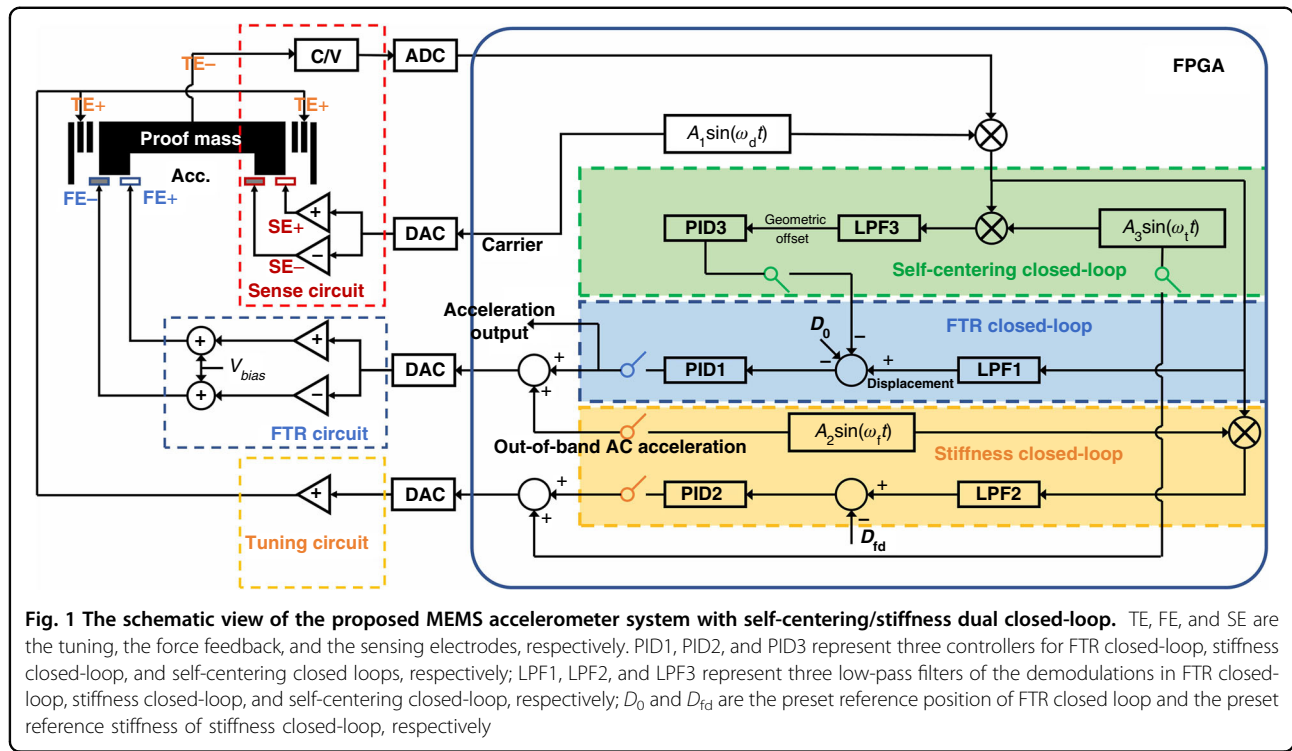 C/V
ADC
FPGA
TE−
TE+
TE+
Proof mass
A₁sin(ω_d t)
Acc.
FE−
FE+
SE+
+
−
SE−
DAC
Carrier
Sense circuit
PID3
Geometric
offset
LPF3
A₃sin(ω_t t)
Self-centering closed-loop
Acceleration
output
D₀
FTR closed-loop
−
−
+
+
+
V_bias
DAC
+
PID1
+
Displacement
LPF1
+
−
+
FTR circuit
Out-of-band AC acceleration
A₂sin(ω_f t)
Stiffness closed-loop
+
DAC
+
PID2
+
LPF2
+
−
D_fd
Tuning circuit
Fig. 1 The schematic view of the proposed MEMS accelerometer system with self-centering/stiffness dual closed-loop. TE, FE, and SE are
the tuning, the force feedback, and the sensing electrodes, respectively. PID1, PID2, and PID3 represent three controllers for FTR closed-loop, stiffness
closed-loop, and self-centering closed loops, respectively; LPF1, LPF2, and LPF3 represent three low-pass filters of the demodulations in FTR closed-
loop, stiffness closed-loop, and self-centering closed-loop, respectively; D₀ and D_fd are the preset reference position of FTR closed loop and the preset
reference stiffness of stiffness closed-loop, respectively